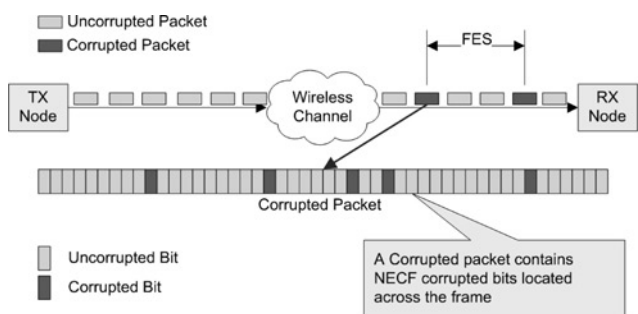 Uncorrupted Packet
Corrupted Packet
FES
TX
Node
Wireless
Channel
RX
Node
Corrupted Packet
Uncorrupted Bit
Corrupted Bit
A Corrupted packet contains
NECF corrupted bits located
across the frame